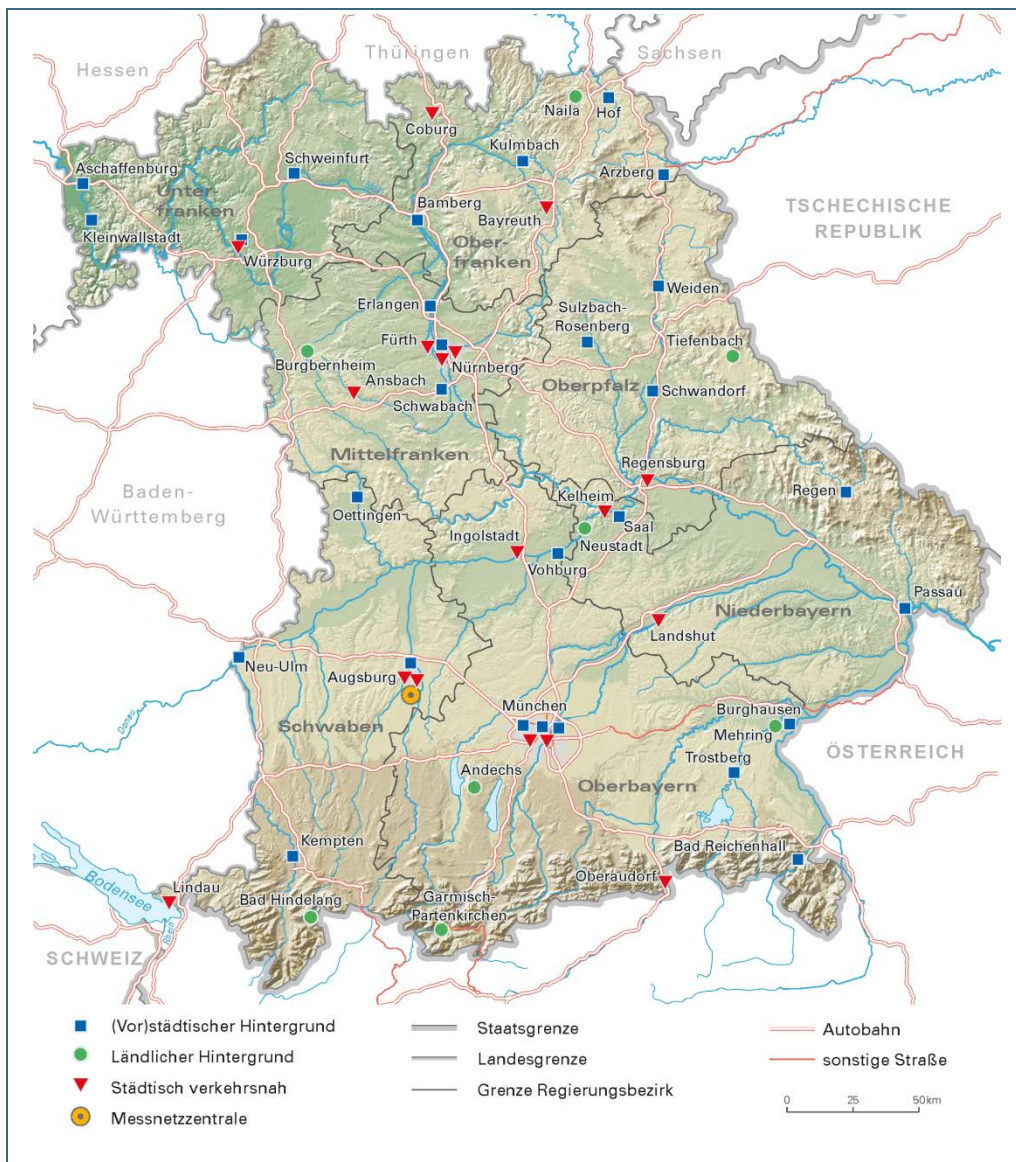 Thüringen
Sachsen
Hessen
Naila
Hof
Coburg
Kulmbach
Schweinfurt
Aschaffenburg
Arzberg
Main
Unter-
franken
Bamberg
Bayreuth
TSCHECHISCHE
REPUBLIK
Kleinwallstadt
Ober-
franken
Würzburg
Weiden
Erlangen
Sulzbach-
Rosenberg
Fürth
Tiefenbach
Burgbernheim
Nürnberg
Ansbach
Oberpfalz
Schwandorf
Schwabach
Mittelfranken
Regensburg
Baden-
Württemberg
Kelheim
Regen
Oettingen
Saal
Ingolstadt
Neustadt
Vohburg
Passau
Niederbayern
Landshut
Neu-Ulm
Augsburg
Donau
München
Burghausen
Schwaben
Mehring
ÖSTERREICH
Trostberg
Andechs
Oberbayern
Kempten
Bad Reichenhall
Bodensee
Lindau
Oberaudorf
Bad Hindelang
Garmisch-
Partenkirchen
Rhein
SCHWEIZ
(Vor)städtischer Hintergrund
Ländlicher Hintergrund
Städtisch verkehrsnah
Messnetzzentrale
Staatsgrenze
Landesgrenze
Grenze Regierungsbezirk
Autobahn
sonstige Straße
0 25 50km